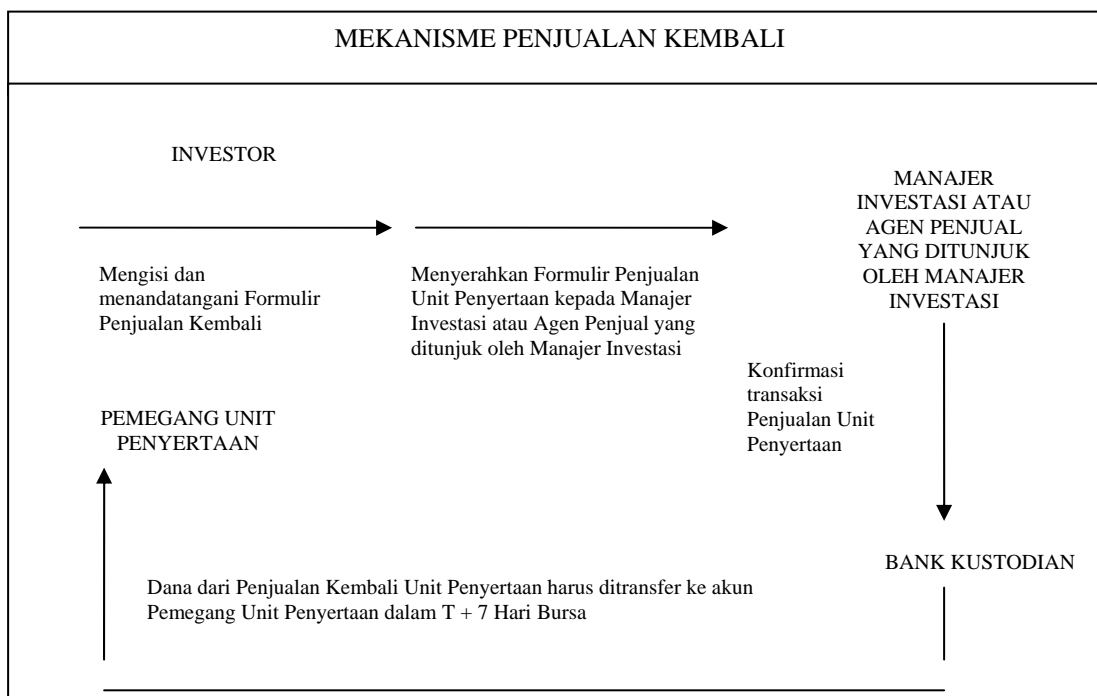 MEKANISME PENJUALAN KEMBALI
INVESTOR
MANAJER
INVESTASI ATAU
AGEN PENJUAL
YANG DITUNJUK
OLEH MANAJER
INVESTASI
Mengisi dan
menandatangani Formulir
Penjualan Kembali
Menyerahkan Formulir Penjualan
Unit Penyertaan kepada Manajer
Investasi atau Agen Penjual yang
ditunjuk oleh Manajer Investasi
Konfirmasi
transaksi
Penjualan Unit
Penyertaan
PEMEGANG UNIT
PENYERTAAN
BANK KUSTODIAN
Dana dari Penjualan Kembali Unit Penyertaan harus ditransfer ke akun
Pemegang Unit Penyertaan dalam T + 7 Hari Bursa